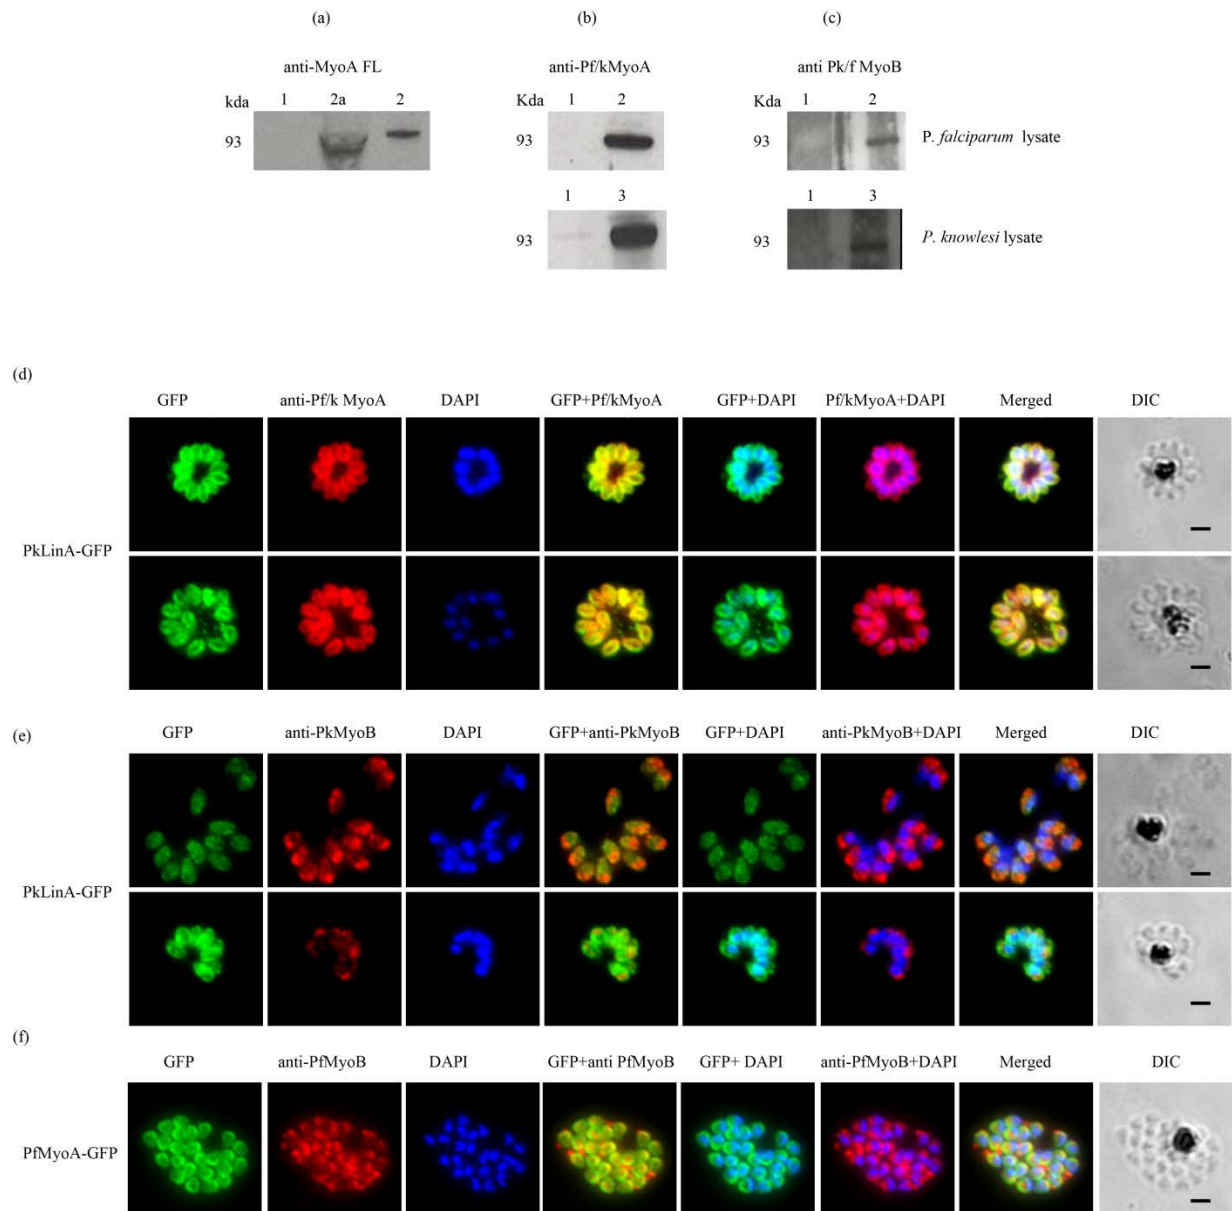 (a) (b) (c)
anti-MyoA FL anti-Pf/kMyoA anti Pk/f MyoB
kda 1 2a 2 Kda 1 2 Kda 1 2
93 93 93 P. falciparum lysate
1 3 1 3
93 93 P. knowlesi lysate
(d)
GFP anti-Pf/k MyoA DAPI GFP+Pf/kMyoA GFP+DAPI Pf/kMyoA+DAPI Merged DIC
PkLinA-GFP
(e)
GFP anti-PkMyoB DAPI GFP+anti-PkMyoB GFP+DAPI anti-PkMyoB+DAPI Merged DIC
PkLinA-GFP
(f)
GFP anti-PfMyoB DAPI GFP+anti PfMyoB GFP+ DAPI anti-PfMyoB+DAPI Merged DIC
PfMyoA-GFP